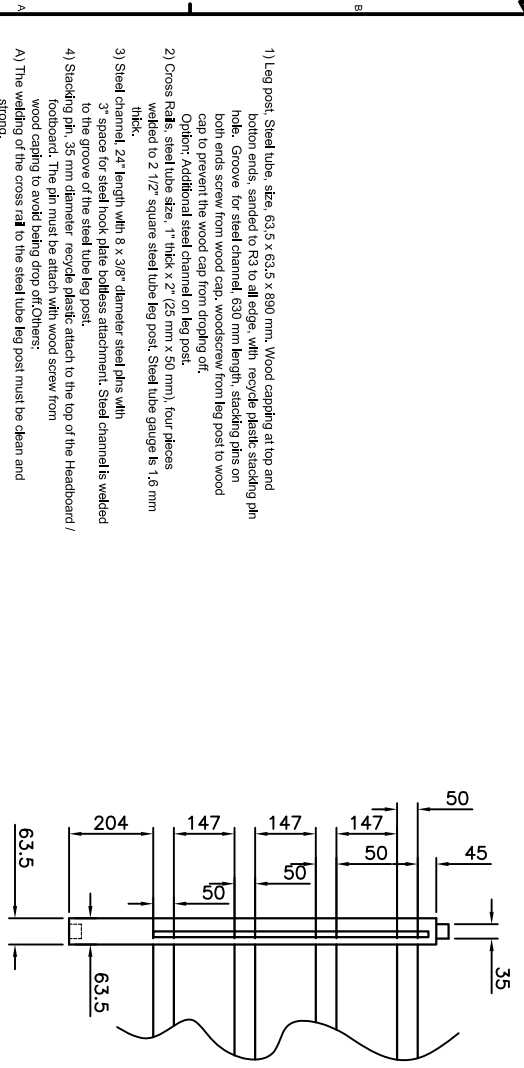 A
B
1) Leg post, Steel tube, size, 63.5 x 63.5 x 890 mm. Wood capping at top and
botton ends, sanded to R3 to all edge, with recycle plastic stacking pin
hole. Groove for steel channel, 630 mm length, stacking pins on
both ends screw from wood cap. woodscrew from leg post to wood
cap to prevent the wood cap from droping off.
Option; Additional steel channel on leg post.
2) Cross Rails, steel tube size, 1" thick x 2" (25 mm x 50 mm), four pieces
welded to 2 1/2" square steel tube leg post. Steel tube gauge is 1.6 mm
thick.
3) Steel channel, 24" length with 8 x 3/8" diameter steel pins with
3" space for steel hook plate boltless attachment. Steel channel is welded
to the groove of the steel tube leg post.
4) Stacking pin, 35 mm diameter recycle plastic attach to the top of the Headboard /
footboard. The pin must be attach with wood screw from
wood caping to avoid being drop off.Others;
A) The welding of the cross rail to the steel tube leg post must be clean and
strong.
50
204
147
147
147
50
45
50
50
63.5
63.5
35